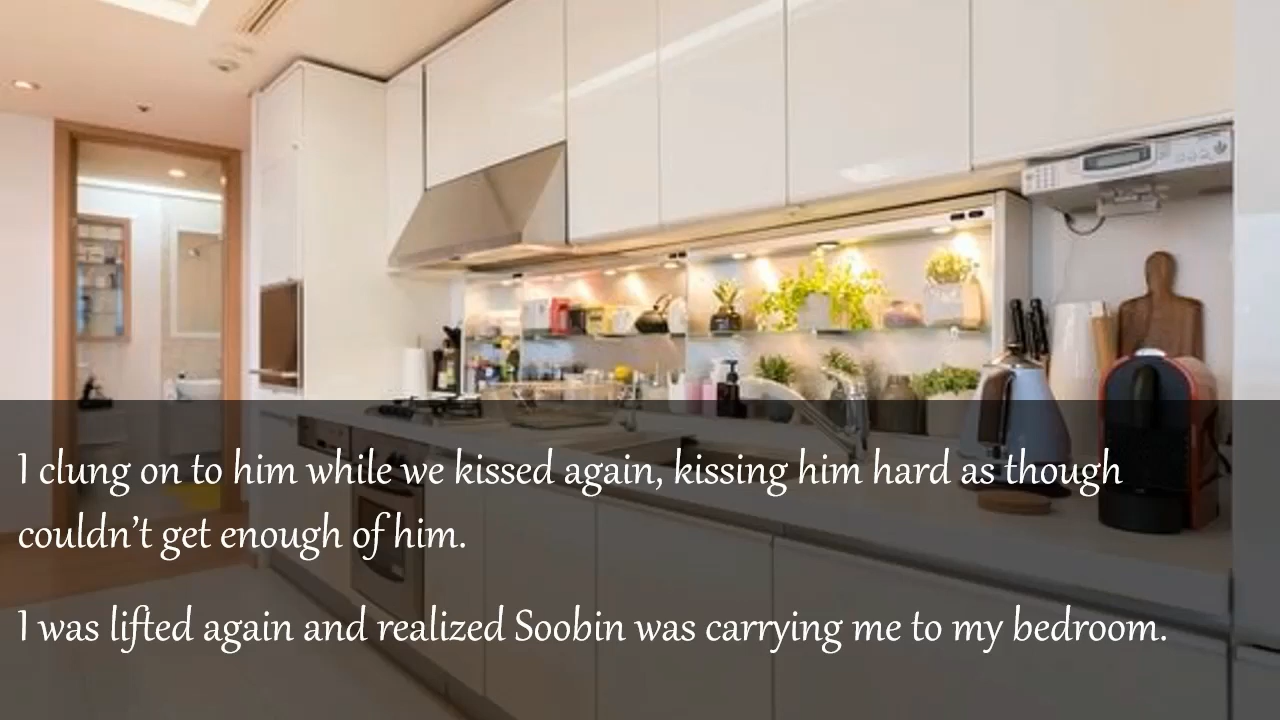 I clung on to him while we kissed again, kissing him hard as though
couldn't get enough of him.
I was lifted again and realized Soobin was carrying me to my bedroom.